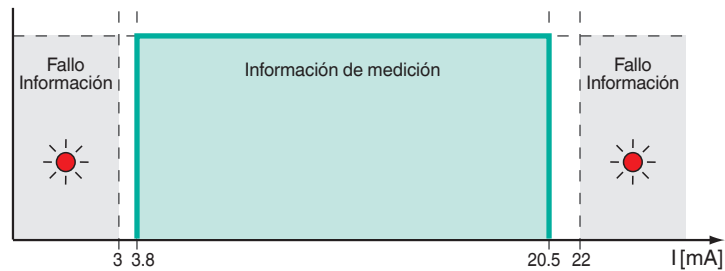 Fallo
Información
Información de medición
Fallo
Información
3 3.8 20.5 22 I [mA]